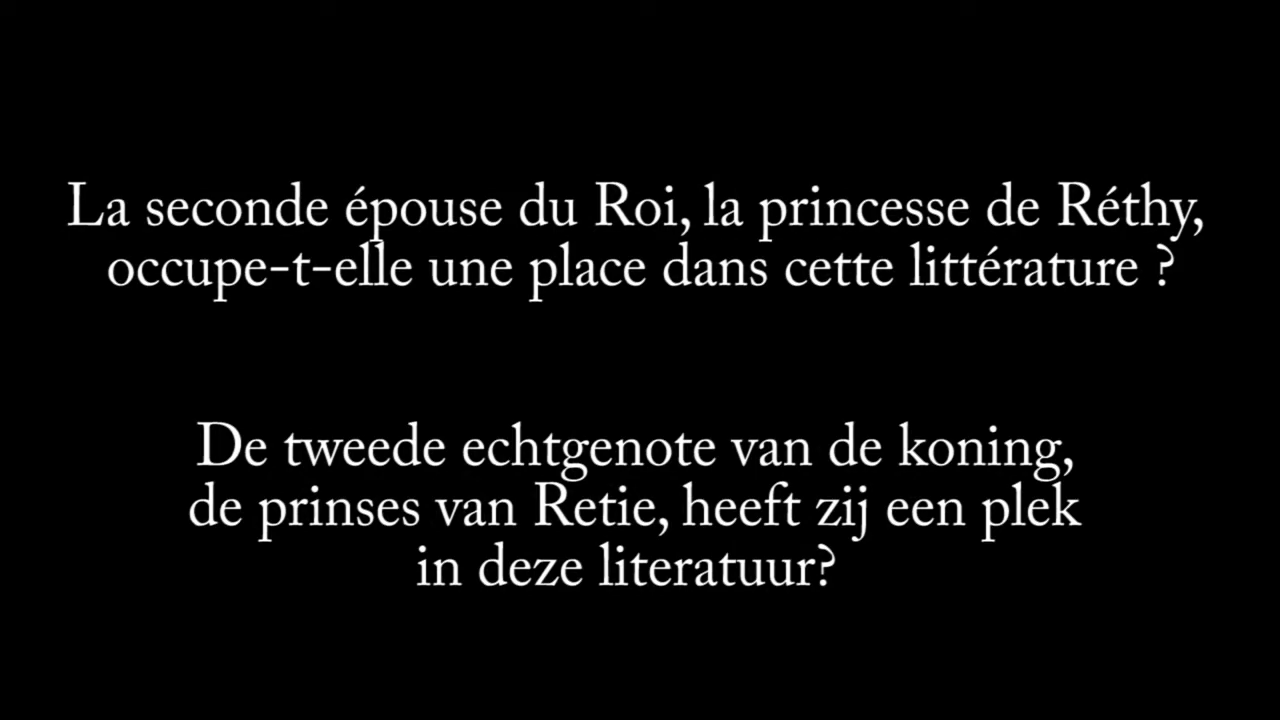 La seconde épouse du Roi, la princesse de Réthy,
occupe-t-elle une place dans cette littérature ?
De tweede echtgenote van de koning,
de prinses van Retie, heeft zij een plek
in deze literatuur?